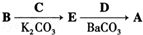 B →[C / K₂CO₃] E →[D / BaCO₃] A